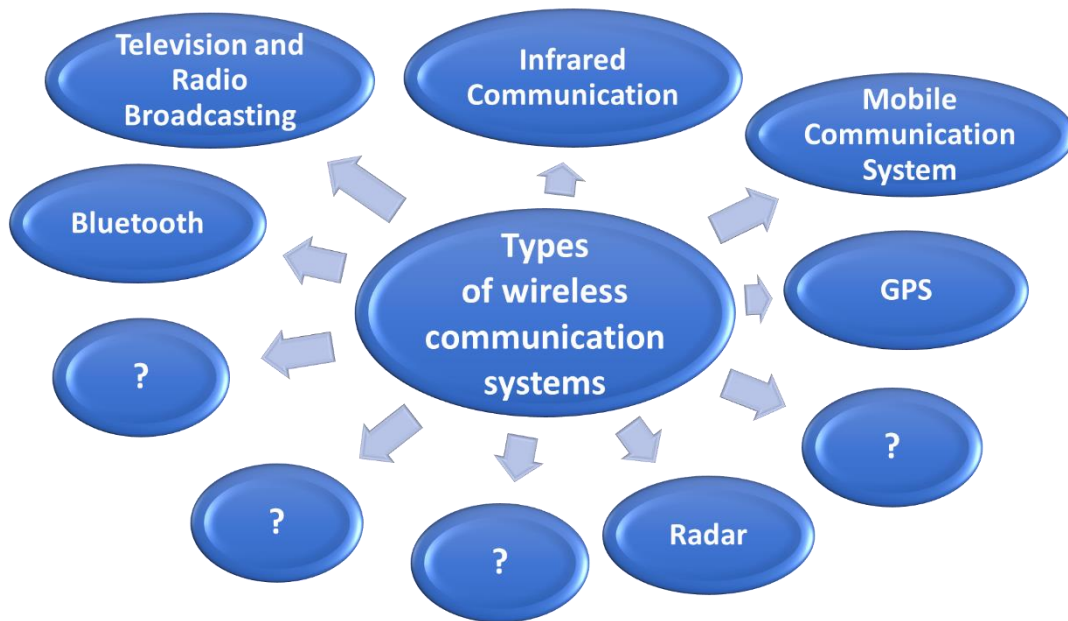 Television and
Radio
Broadcasting
Infrared
Communication
Mobile
Communication
System
Bluetooth
Types
of wireless
communication
systems
GPS
?
?
?
?
Radar